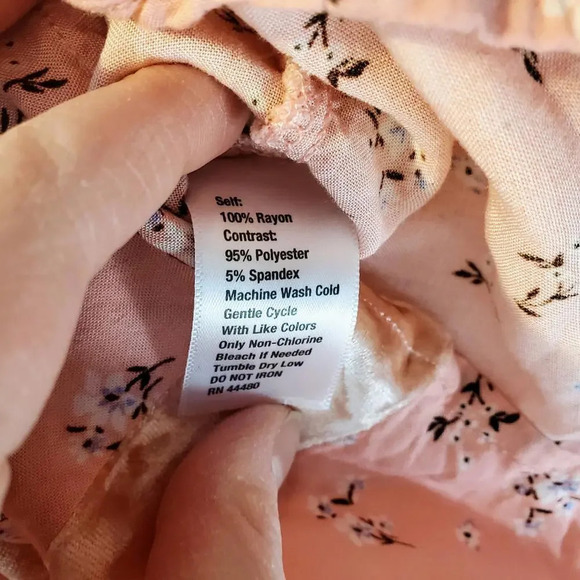 Self:
100% Rayon
Contrast:
95% Polyester
5% Spandex
Machine Wash Cold
Gentle Cycle
With Like Colors
Only Non-Chlorine
Bleach If Needed
Tumble Dry Low
DO NOT IRON
RN 44480